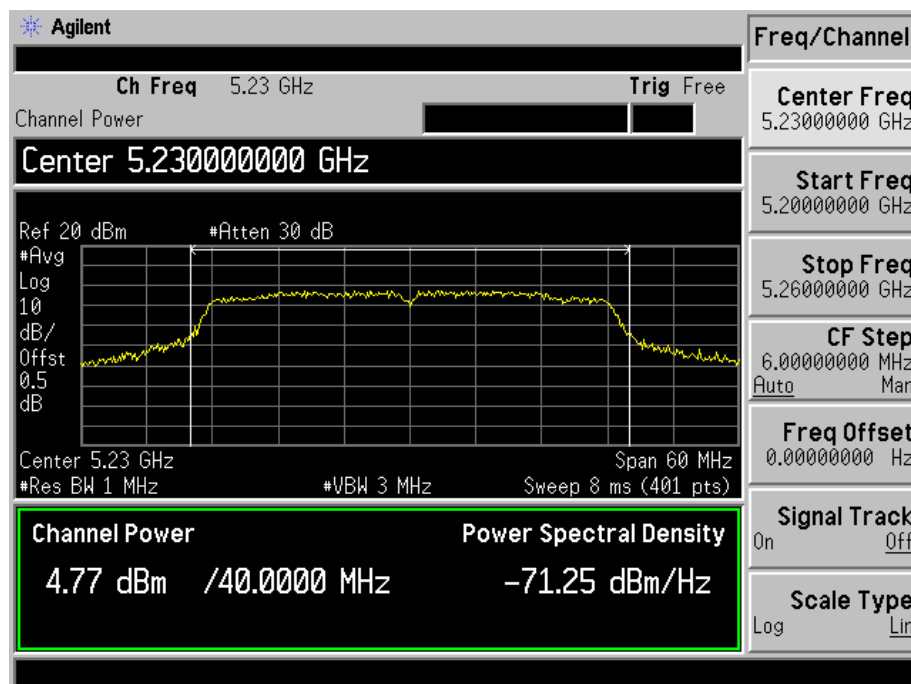 Agilent
Ch Freq 5.23 GHz Trig Free
Channel Power
Center 5.230000000 GHz
Ref 20 dBm #Atten 30 dB
#Avg
Log
10
dB/
Offst
0.5
dB
Center 5.23 GHz Span 60 MHz
#Res BW 1 MHz #VBW 3 MHz Sweep 8 ms (401 pts)
Channel Power Power Spectral Density
4.77 dBm /40.0000 MHz -71.25 dBm/Hz
Freq/Channel
Center Freq
5.23000000 GHz
Start Freq
5.20000000 GHz
Stop Freq
5.26000000 GHz
CF Step
6.00000000 MHz
Auto Man
Freq Offset
0.00000000 Hz
Signal Track
On Off
Scale Type
Log Lin